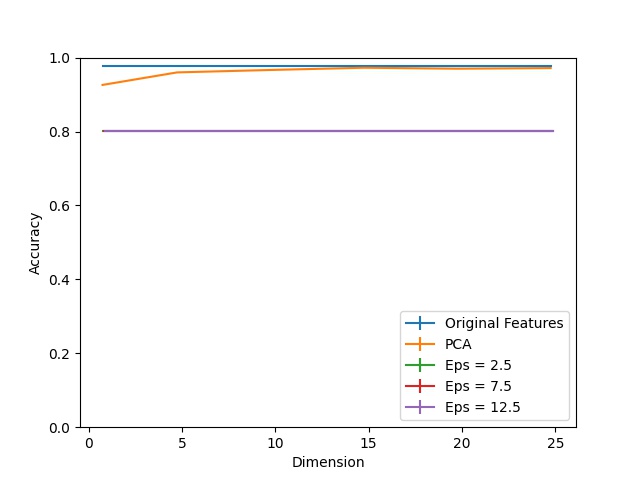 1.0
0.8
0.6
0.4
0.2
0.0
Accuracy
0
5
10
15
20
25
Dimension
Original Features
PCA
Eps = 2.5
Eps = 7.5
Eps = 12.5